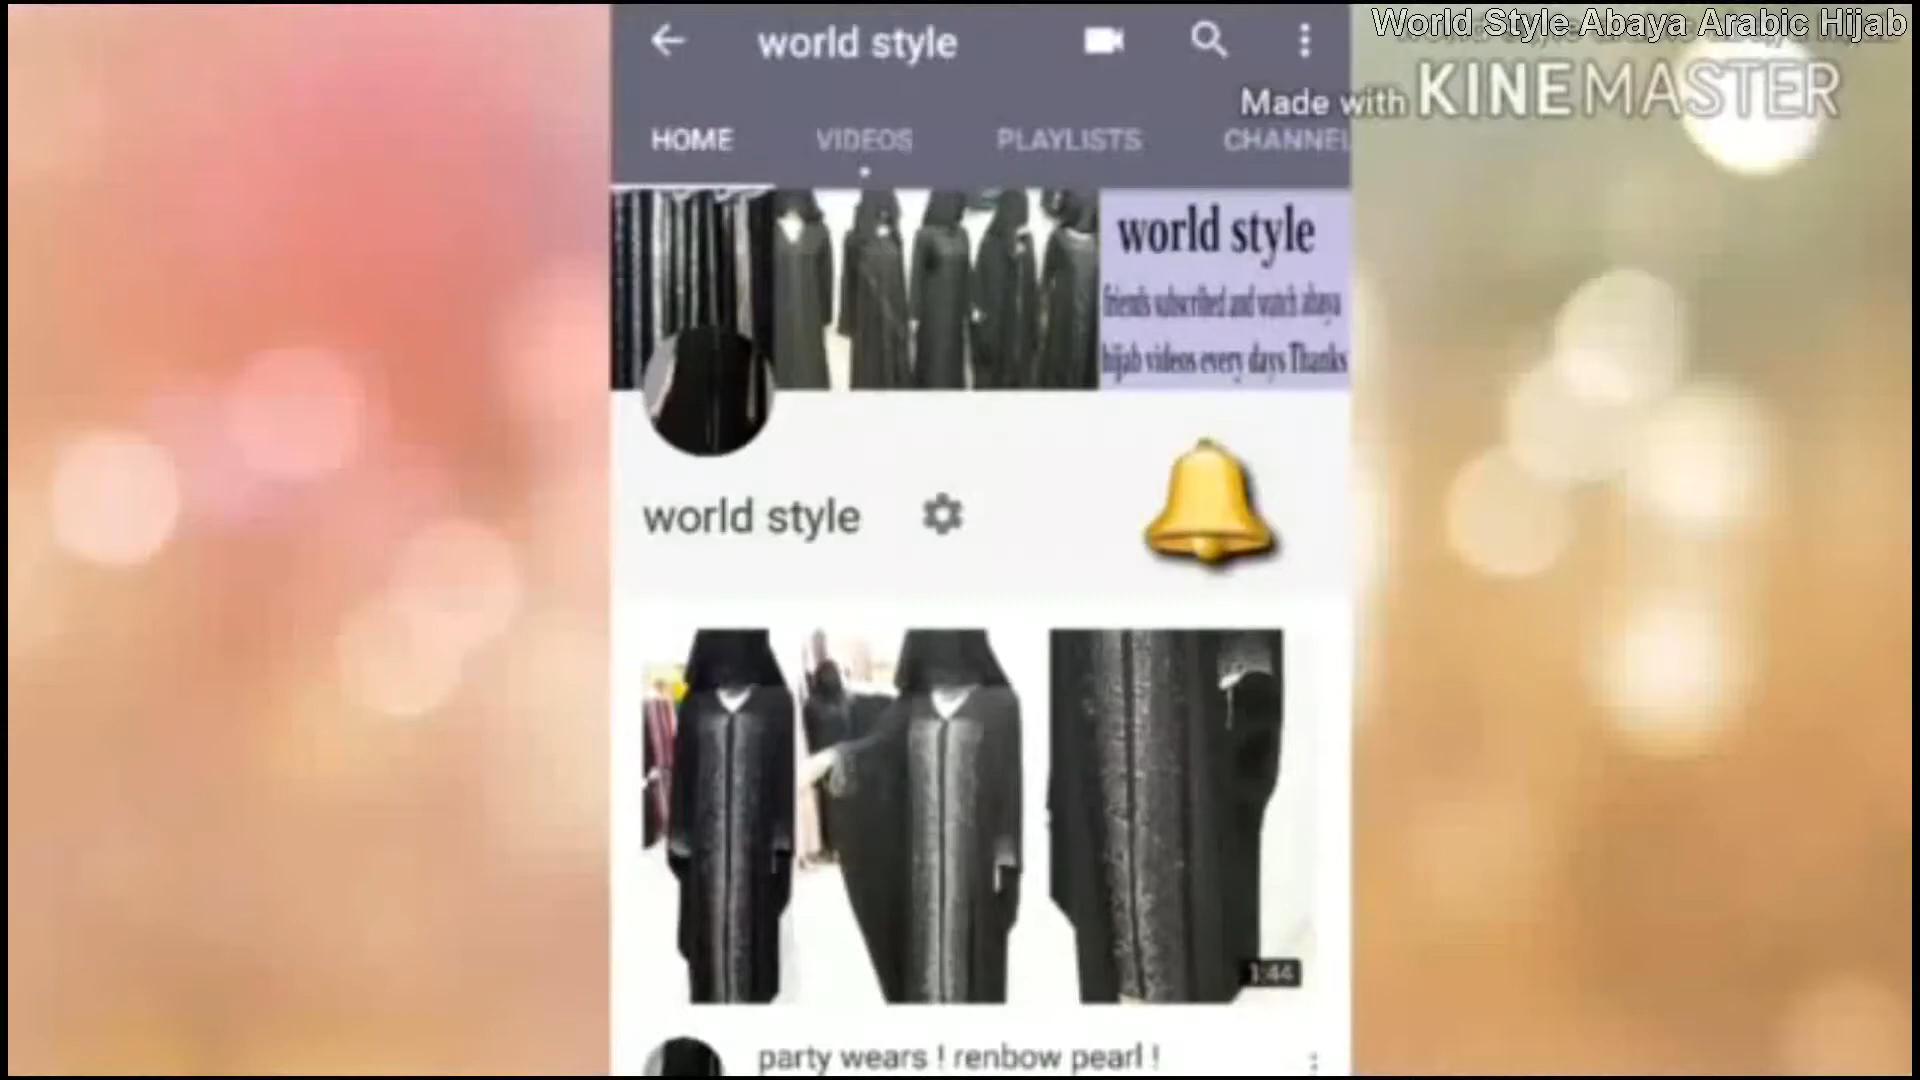 World Style Abaya Arabic Hijab
world style
Made with KINEMASTER
HOME VIDEOS PLAYLISTS CHANNEL
world style
friends subscribed and watch abaya
hijab videos every days Thanks
world style
1:44
party wears ! renbow pearl !